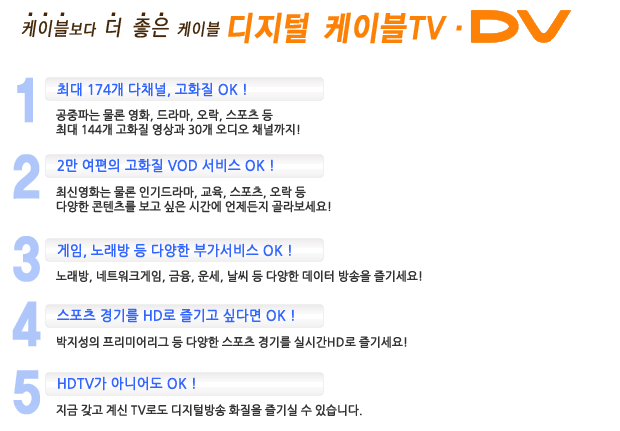 케이블보다 더 좋은 케이블 디지털 케이블TV · DV
1 최대 174개 다채널, 고화질 OK !
공중파는 물론 영화, 드라마, 오락, 스포츠 등
최대 144개 고화질 영상과 30개 오디오 채널까지!
2 2만 여편의 고화질 VOD 서비스 OK !
최신영화는 물론 인기드라마, 교육, 스포츠, 오락 등
다양한 콘텐츠를 보고 싶은 시간에 언제든지 골라보세요!
3 게임, 노래방 등 다양한 부가서비스 OK !
노래방, 네트워크게임, 금융, 운세, 날씨 등 다양한 데이터 방송을 즐기세요!
4 스포츠 경기를 HD로 즐기고 싶다면 OK !
박지성의 프리미어리그 등 다양한 스포츠 경기를 실시간HD로 즐기세요!
5 HDTV가 아니어도 OK !
지금 갖고 계신 TV로도 디지털방송 화질을 즐기실 수 있습니다.